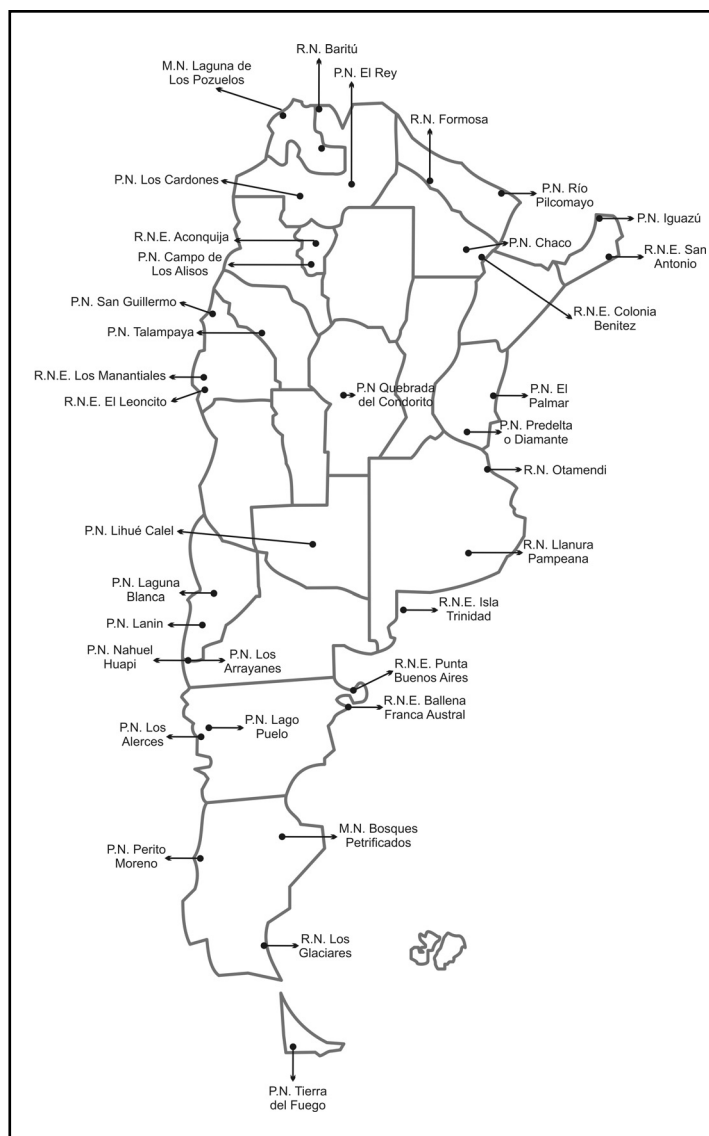 R.N. Baritú
M.N. Laguna de
Los Pozuelos
P.N. El Rey
R.N. Formosa
P.N. Los Cardones
P.N. Río
Pilcomayo
P.N. Iguazú
R.N.E. Aconquija
P.N. Chaco
P.N. Campo de
Los Alisos
R.N.E. San
Antonio
P.N. San Guillermo
R.N.E. Colonia
Benitez
P.N. Talampaya
R.N.E. Los Manantiales
R.N.E. El Leoncito
P.N Quebrada
del Condorito
P.N. El
Palmar
P.N. Predelta
o Diamante
R.N. Otamendi
P.N. Lihué Calel
R.N. Llanura
Pampeana
P.N. Laguna
Blanca
R.N.E. Isla
Trinidad
P.N. Lanin
P.N. Nahuel
Huapi
P.N. Los
Arrayanes
R.N.E. Punta
Buenos Aires
R.N.E. Ballena
Franca Austral
P.N. Lago
Puelo
P.N. Los
Alerces
M.N. Bosques
Petrificados
P.N. Perito
Moreno
R.N. Los
Glaciares
P.N. Tierra
del Fuego